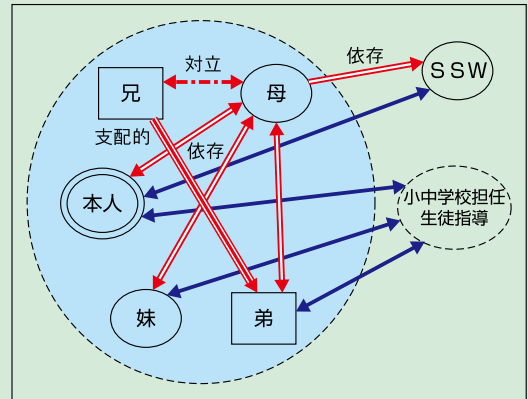 対立
依存
兄
母
ＳＳＷ
支配的
依存
本人
小中学校担任
生徒指導
妹
弟